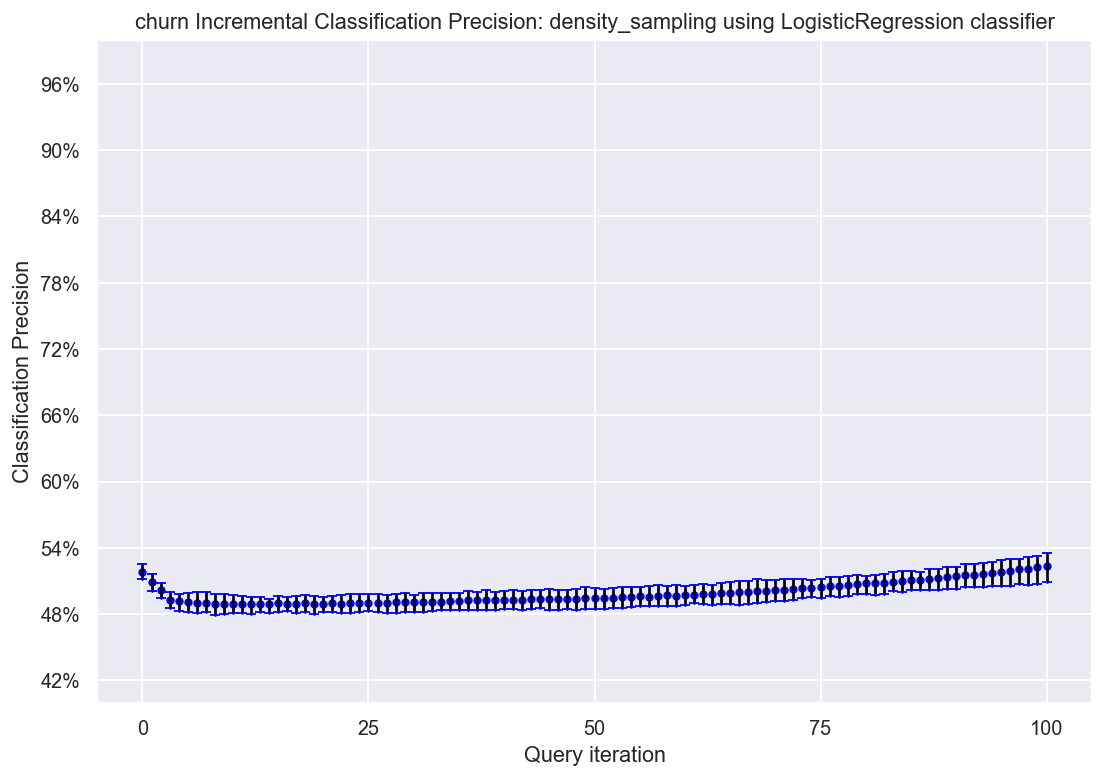 churn Incremental Classification Precision: density_sampling using LogisticRegression classifier
96%
90%
84%
78%
72%
66%
60%
54%
48%
42%
Classification Precision
0 25 50 75 100
Query iteration